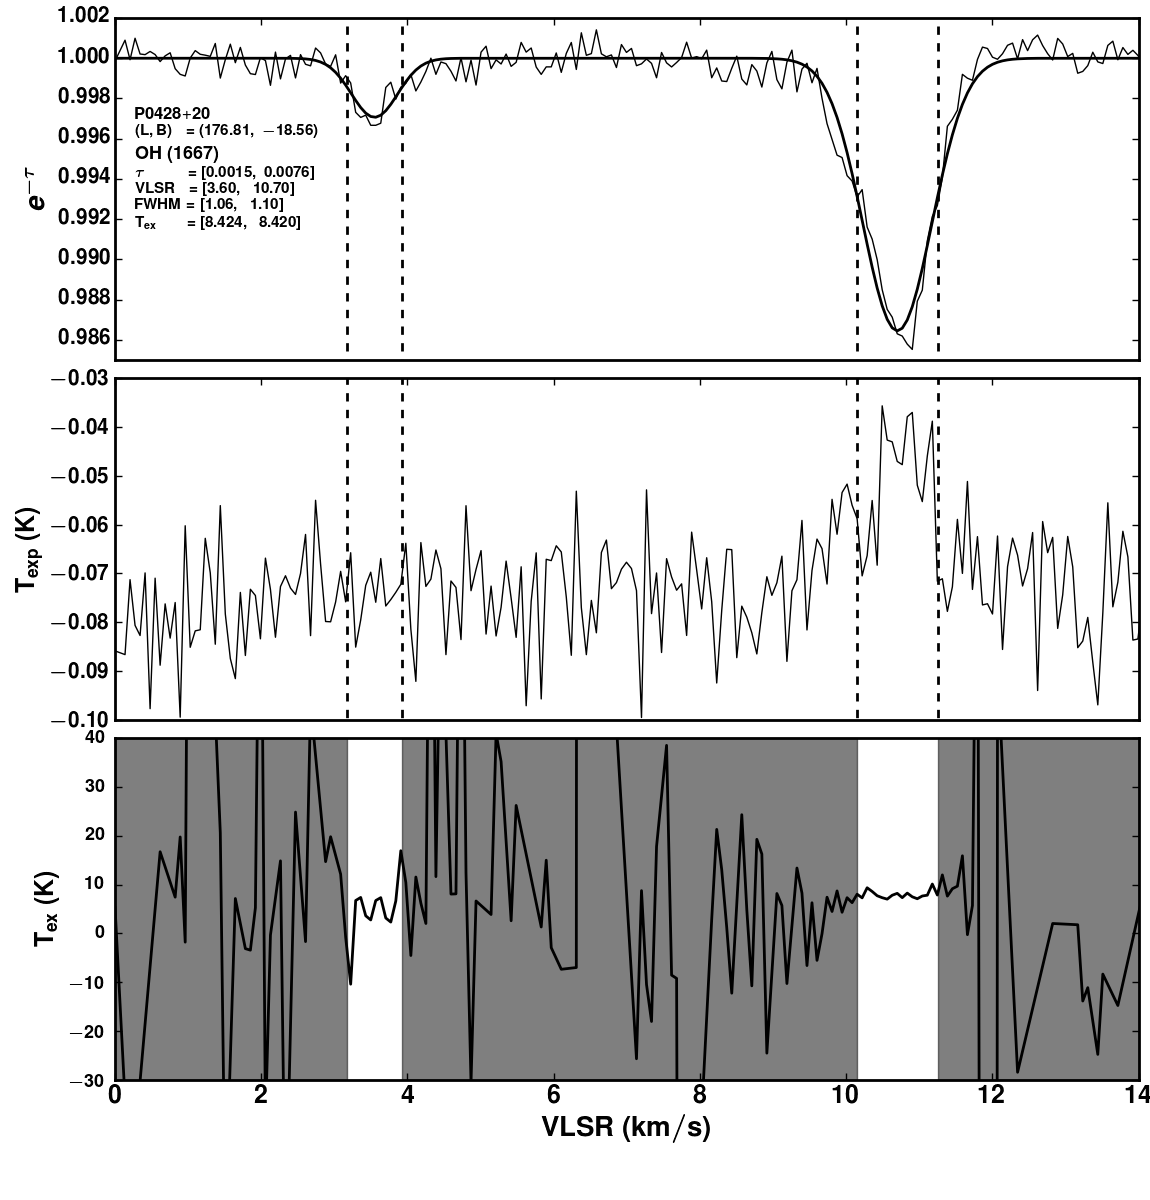 1.002
1.000
0.998
0.996
0.994
0.992
0.990
0.988
0.986
e^{−τ}
P0428+20
(L, B) = (176.81, −18.56)
OH (1667)
τ = [0.0015, 0.0076]
VLSR = [3.60, 10.70]
FWHM = [1.06, 1.10]
T_ex = [8.424, 8.420]
−0.03
−0.04
−0.05
−0.06
−0.07
−0.08
−0.09
−0.10
T_exp (K)
40
30
20
10
0
−10
−20
−30
T_ex (K)
0 2 4 6 8 10 12 14
VLSR (km/s)